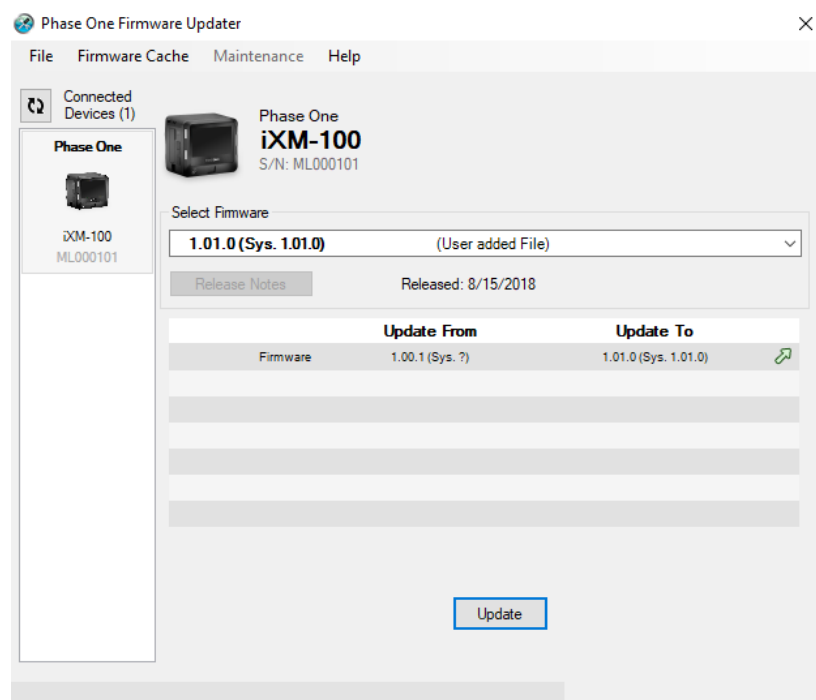 Phase One Firmware Updater
File Firmware Cache Maintenance Help
Connected
Devices (1)
Phase One
iXM-100
ML000101
Phase One
iXM-100
S/N: ML000101
Select Firmware
1.01.0 (Sys. 1.01.0) (User added File)
Release Notes Released: 8/15/2018
Update From Update To
Firmware 1.00.1 (Sys. ?) 1.01.0 (Sys. 1.01.0)
Update